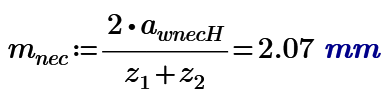 m_nec := (2 • a_wnecH) / (z_1 + z_2) = 2.07 mm